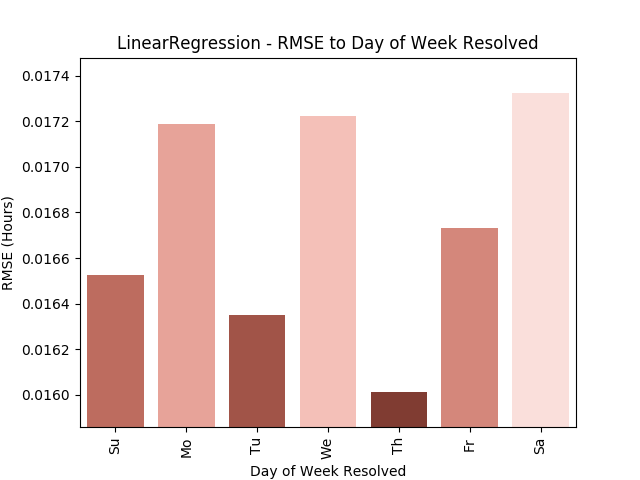 LinearRegression - RMSE to Day of Week Resolved
RMSE (Hours)
0.0174
0.0172
0.0170
0.0168
0.0166
0.0164
0.0162
0.0160
Su Mo Tu We Th Fr Sa
Day of Week Resolved